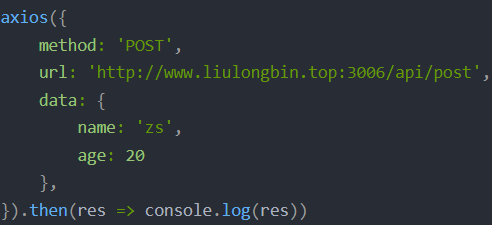 axios({
    method: 'POST',
    url: 'http://www.liulongbin.top:3006/api/post',
    data: {
        name: 'zs',
        age: 20
    },
}).then(res => console.log(res))